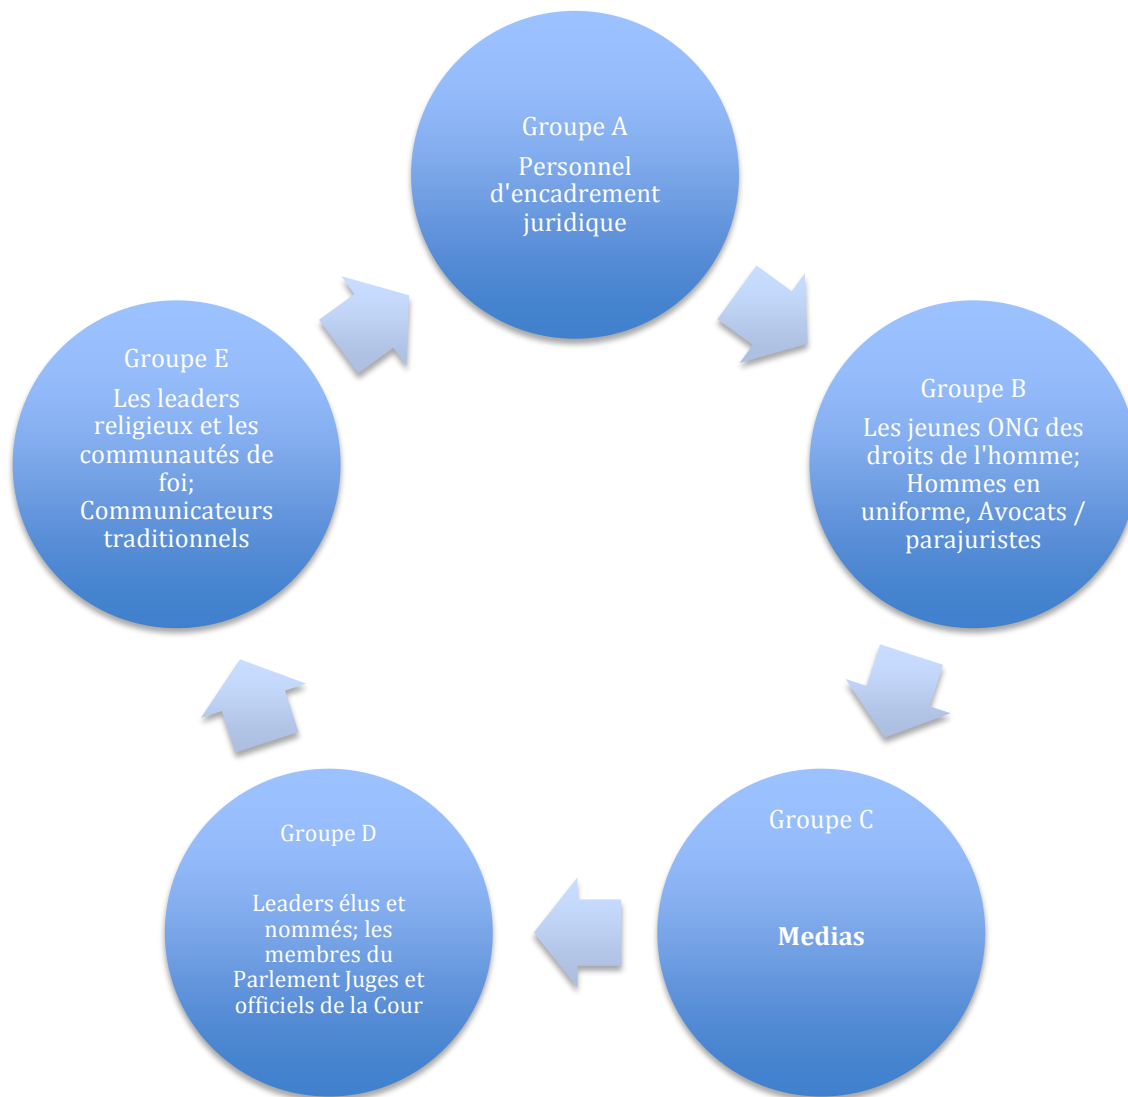 Groupe A
Personnel
d'encadrement
juridique
Groupe B
Les jeunes ONG des
droits de l'homme;
Hommes en
uniforme, Avocats /
parajuristes
Groupe C
Medias
Groupe D
Leaders élus et
nommés; les
membres du
Parlement Juges et
officiels de la Cour
Groupe E
Les leaders
religieux et les
communautés de
foi;
Communicateurs
traditionnels